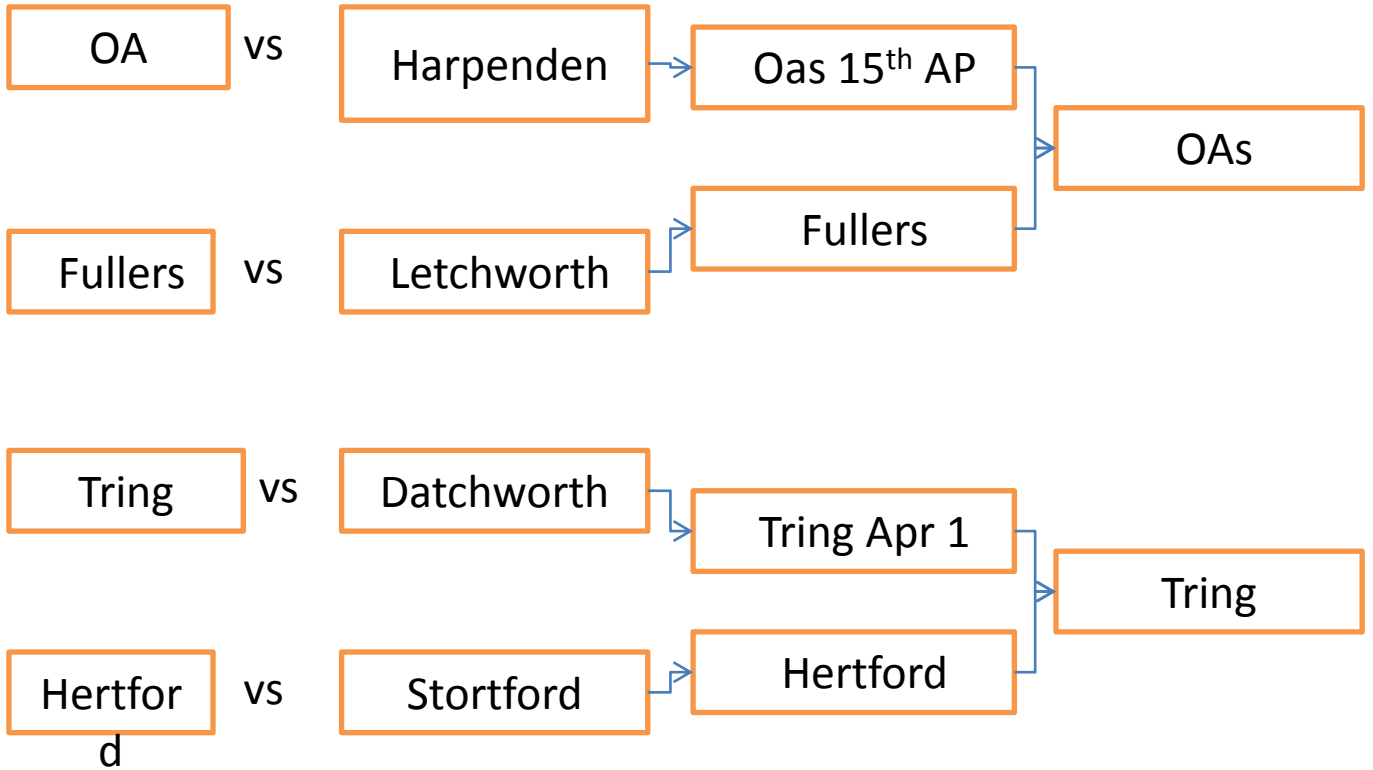 OA vs Harpenden Oas 15th AP
OAs
Fullers vs Letchworth Fullers
Tring vs Datchworth Tring Apr 1
Tring
Hertfor
d vs Stortford Hertford